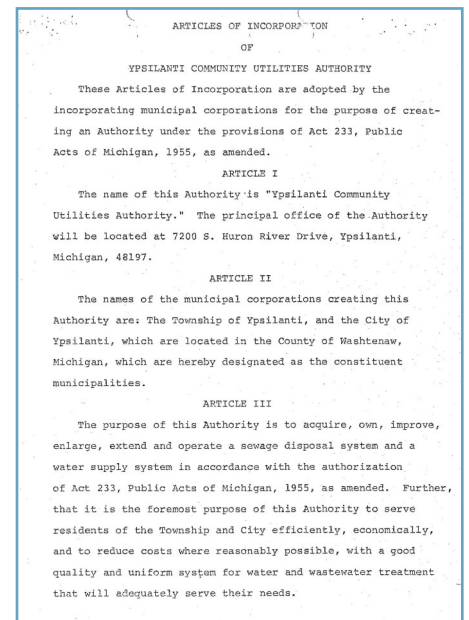 ARTICLES OF INCORPORATION
OF
YPSILANTI COMMUNITY UTILITIES AUTHORITY
These Articles of Incorporation are adopted by the
incorporating municipal corporations for the purpose of creat-
ing an Authority under the provisions of Act 233, Public
Acts of Michigan, 1955, as amended.
ARTICLE I
The name of this Authority is "Ypsilanti Community
Utilities Authority." The principal office of the Authority
will be located at 7200 S. Huron River Drive, Ypsilanti,
Michigan, 48197.
ARTICLE II
The names of the municipal corporations creating this
Authority are: The Township of Ypsilanti, and the City of
Ypsilanti, which are located in the County of Washtenaw,
Michigan, which are hereby designated as the constituent
municipalities.
ARTICLE III
The purpose of this Authority is to acquire, own, improve,
enlarge, extend and operate a sewage disposal system and a
water supply system in accordance with the authorization
of Act 233, Public Acts of Michigan, 1955, as amended. Further,
that it is the foremost purpose of this Authority to serve
residents of the Township and City efficiently, economically,
and to reduce costs where reasonably possible, with a good
quality and uniform system for water and wastewater treatment
that will adequately serve their needs.